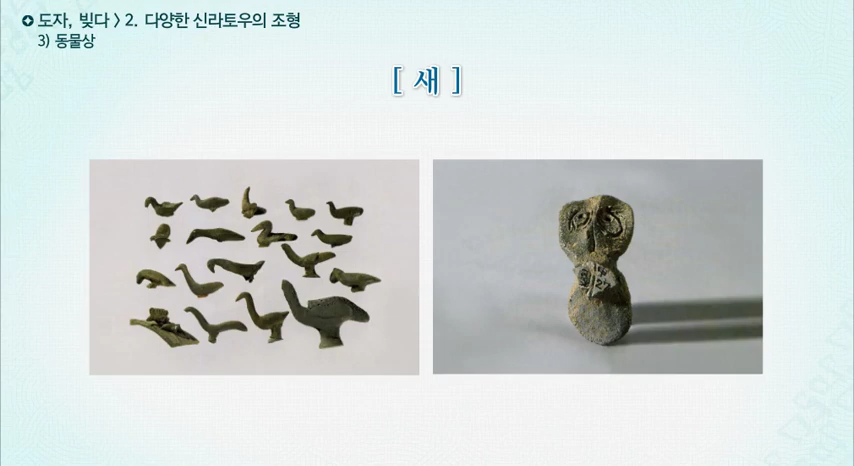 도자, 빚다 > 2. 다양한 신라토우의 조형
3) 동물상
[ 새 ]